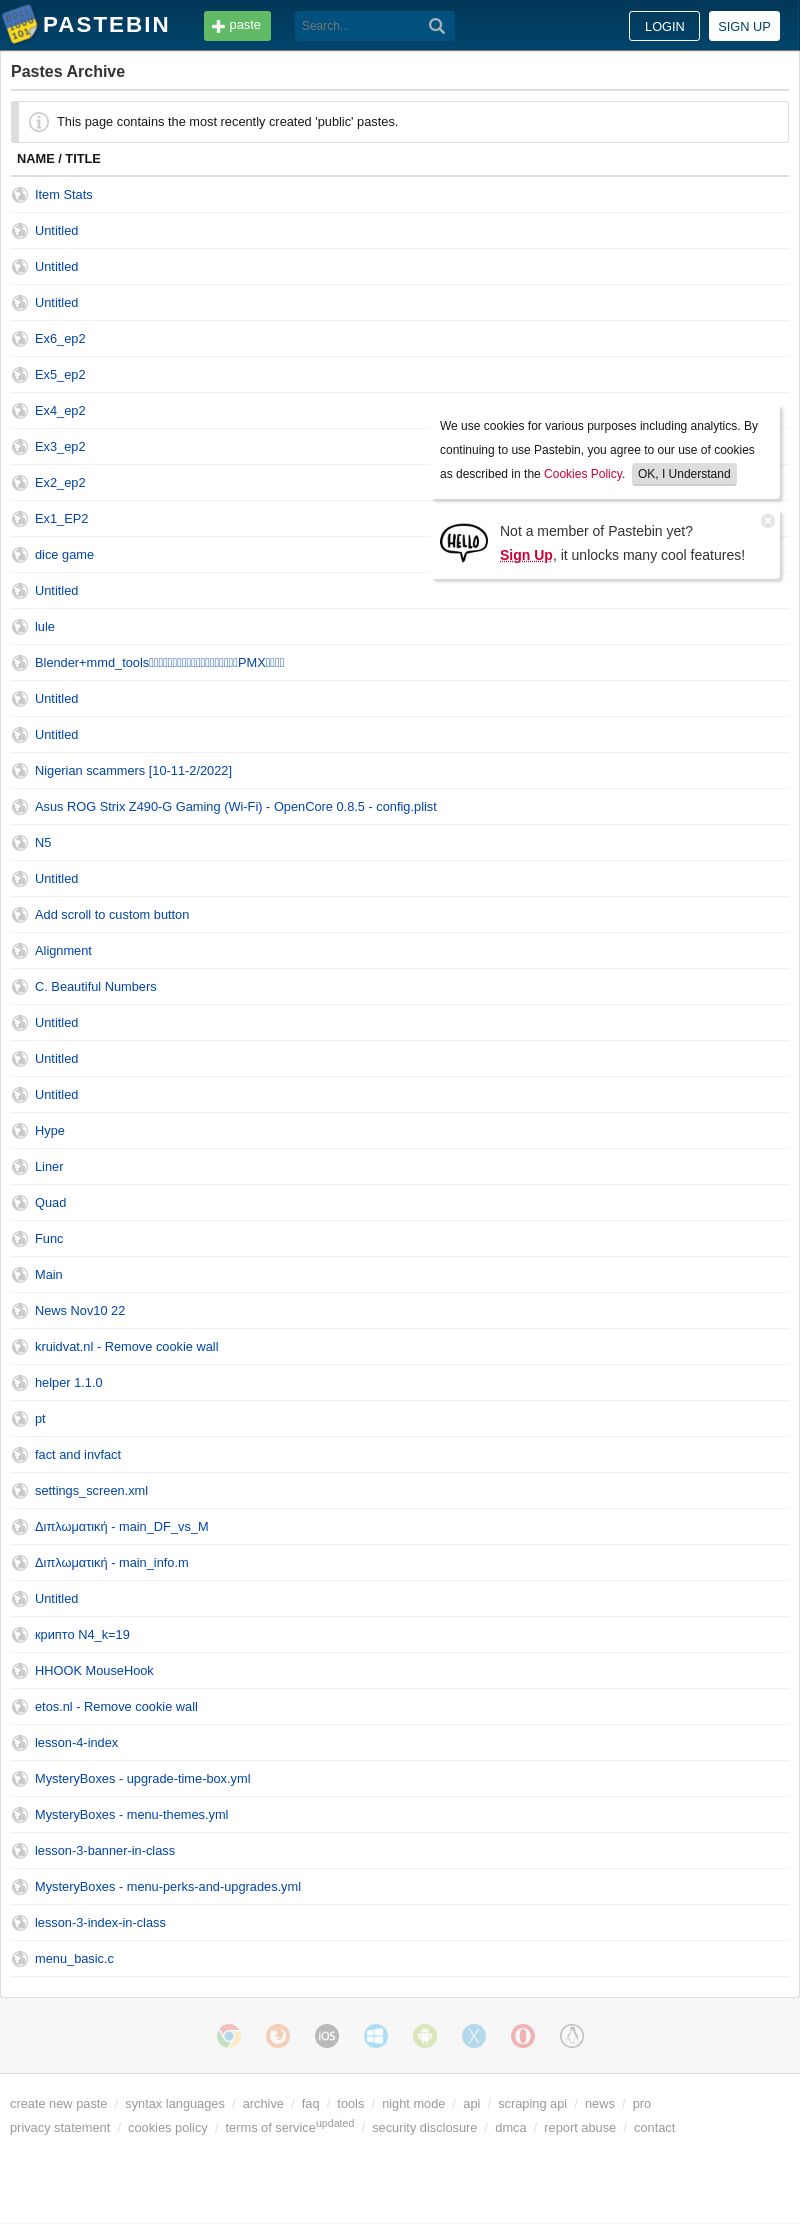 PASTEBIN
paste
Search...
LOGIN
SIGN UP
Pastes Archive
This page contains the most recently created 'public' pastes.
NAME / TITLE
Item Stats
Untitled
Untitled
Untitled
Ex6_ep2
Ex5_ep2
Ex4_ep2
Ex3_ep2
Ex2_ep2
Ex1_EP2
dice game
Untitled
lule
Blender+mmd_tools PMX
Untitled
Untitled
Nigerian scammers [10-11-2/2022]
Asus ROG Strix Z490-G Gaming (Wi-Fi) - OpenCore 0.8.5 - config.plist
N5
Untitled
Add scroll to custom button
Alignment
C. Beautiful Numbers
Untitled
Untitled
Untitled
Hype
Liner
Quad
Func
Main
News Nov10 22
kruidvat.nl - Remove cookie wall
helper 1.1.0
pt
fact and invfact
settings_screen.xml
Διπλωματική - main_DF_vs_M
Διπλωματική - main_info.m
Untitled
крипто N4_k=19
HHOOK MouseHook
etos.nl - Remove cookie wall
lesson-4-index
MysteryBoxes - upgrade-time-box.yml
MysteryBoxes - menu-themes.yml
lesson-3-banner-in-class
MysteryBoxes - menu-perks-and-upgrades.yml
lesson-3-index-in-class
menu_basic.c
We use cookies for various purposes including analytics. By
continuing to use Pastebin, you agree to our use of cookies
as described in the Cookies Policy. OK, I Understand
HELLO
Not a member of Pastebin yet?
Sign Up, it unlocks many cool features!
iOS
create new paste / syntax languages / archive / faq / tools / night mode / api / scraping api / news / pro
privacy statement / cookies policy / terms of service updated / security disclosure / dmca / report abuse / contact